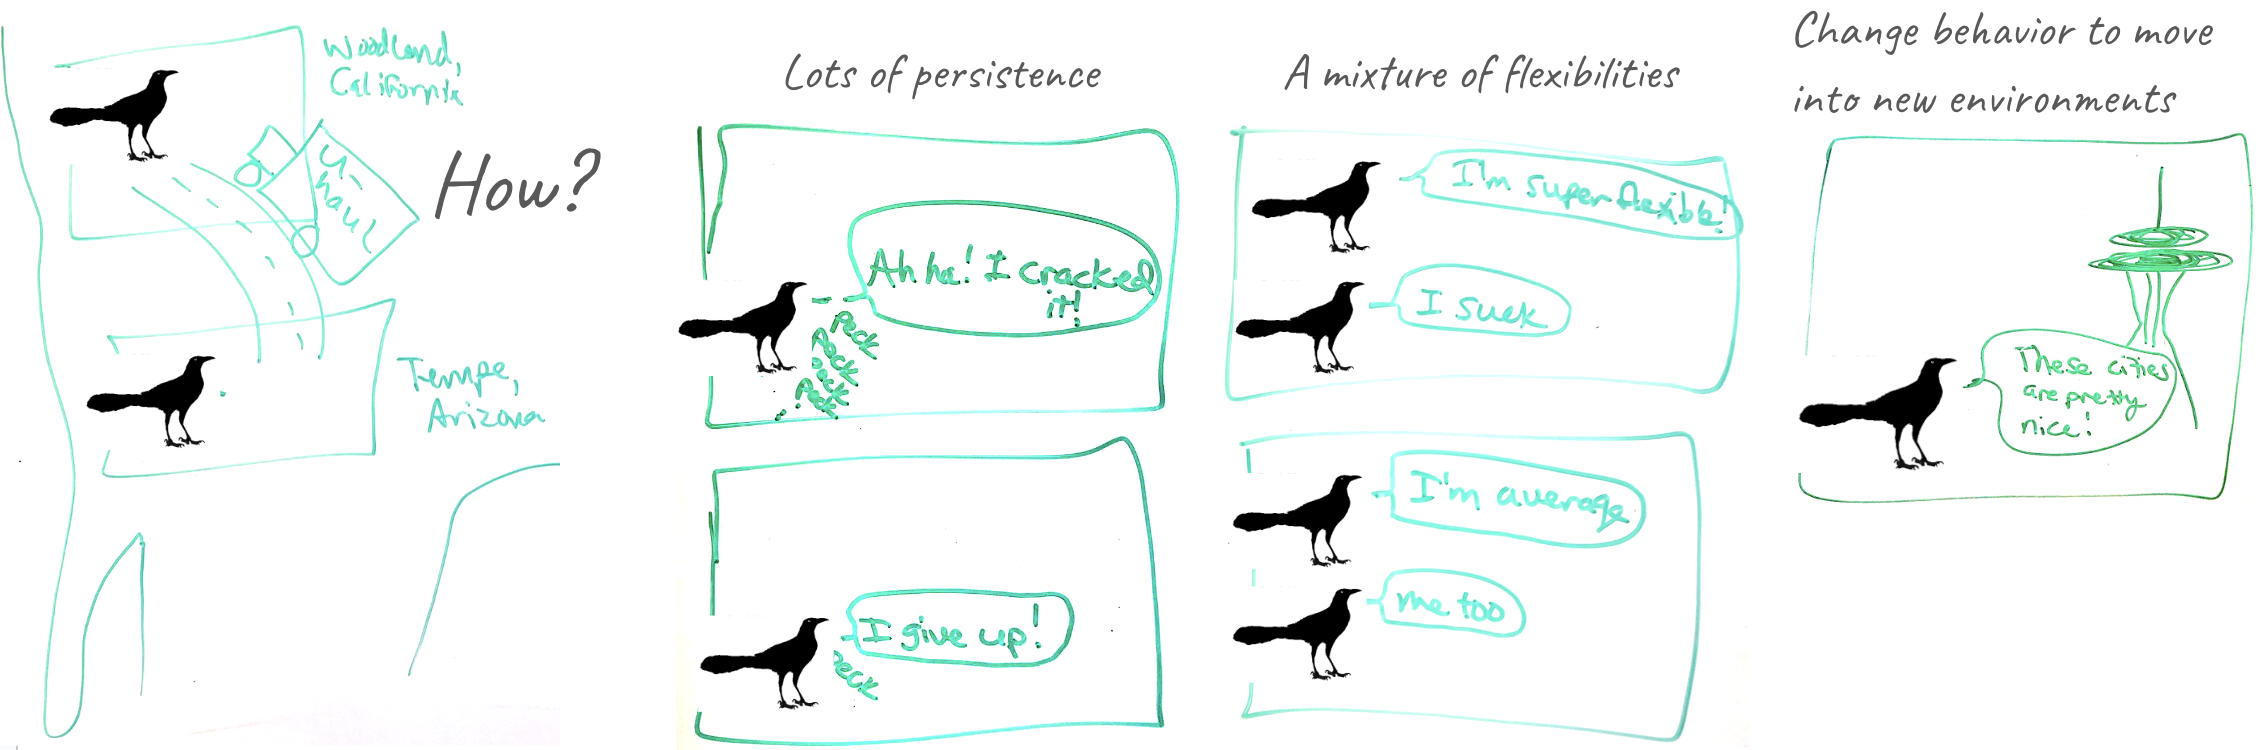 Woodland,
California
U-
haul
How?
Tempe,
Arizona
Lots of persistence
Ah ha! I cracked
it!
Peck
Peck
Peck
Peck
I give up!
Peck
A mixture of flexibilities
I'm super flexible!
I suck
I'm average
me too
Change behavior to move
into new environments
These cities
are pretty
nice!